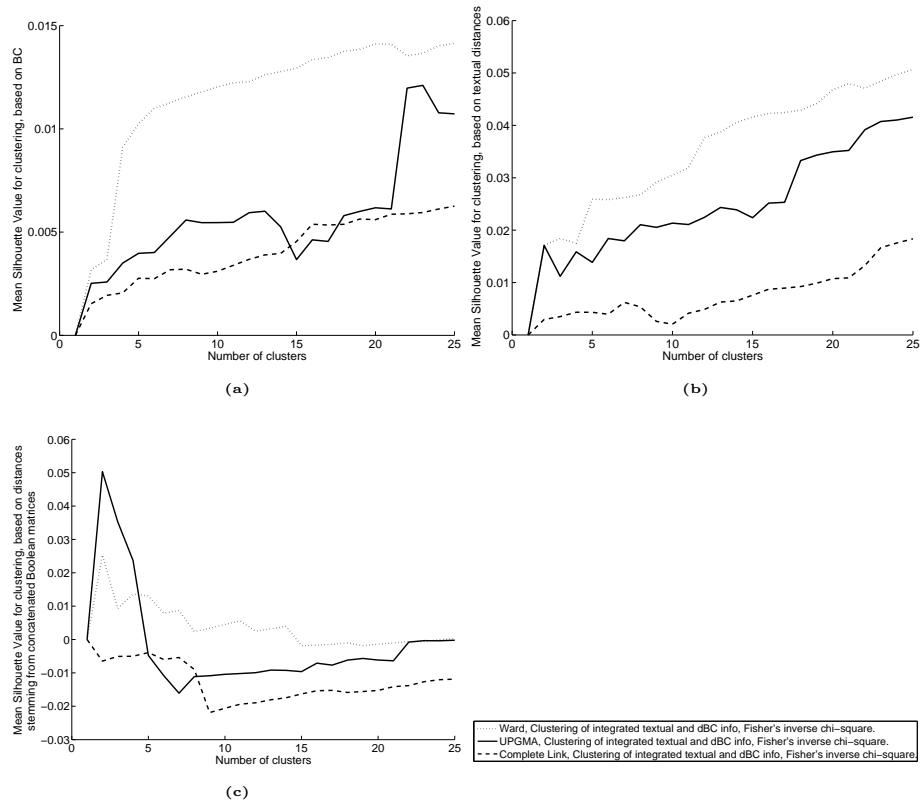 Mean Silhouette Value for clustering, based on BC
0.015
0.01
0.005
0
0 5 10 15 20 25
Number of clusters
(a)
Mean Silhouette Value for clustering, based on textual distances
0.06
0.05
0.04
0.03
0.02
0.01
0
0 5 10 15 20 25
Number of clusters
(b)
Mean Silhouette Value for clustering, based on distances
stemming from concatenated Boolean matrices
0.06
0.05
0.04
0.03
0.02
0.01
0
−0.01
−0.02
−0.03
0 5 10 15 20 25
Number of clusters
(c)
Ward, Clustering of integrated textual and dBC info, Fisher's inverse chi−square.
UPGMA, Clustering of integrated textual and dBC info, Fisher's inverse chi−square.
Complete Link, Clustering of integrated textual and dBC info, Fisher's inverse chi−square.